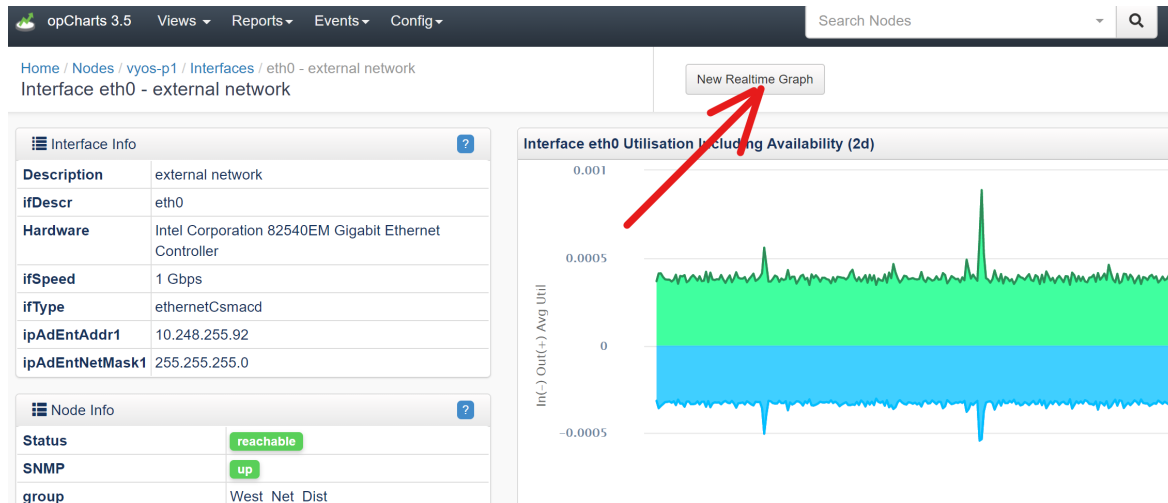 opCharts 3.5 Views Reports Events Config Search Nodes
Home / Nodes / vyos-p1 / Interfaces / eth0 - external network
Interface eth0 - external network
New Realtime Graph
Interface Info ?
Description external network
ifDescr eth0
Hardware Intel Corporation 82540EM Gigabit Ethernet
Controller
ifSpeed 1 Gbps
ifType ethernetCsmacd
ipAdEntAddr1 10.248.255.92
ipAdEntNetMask1 255.255.255.0
Node Info ?
Status reachable
SNMP up
group West_Net_Dist
Interface eth0 Utilisation Including Availability (2d)
0.001
0.0005
0
-0.0005
In(-) Out(+) Avg Util